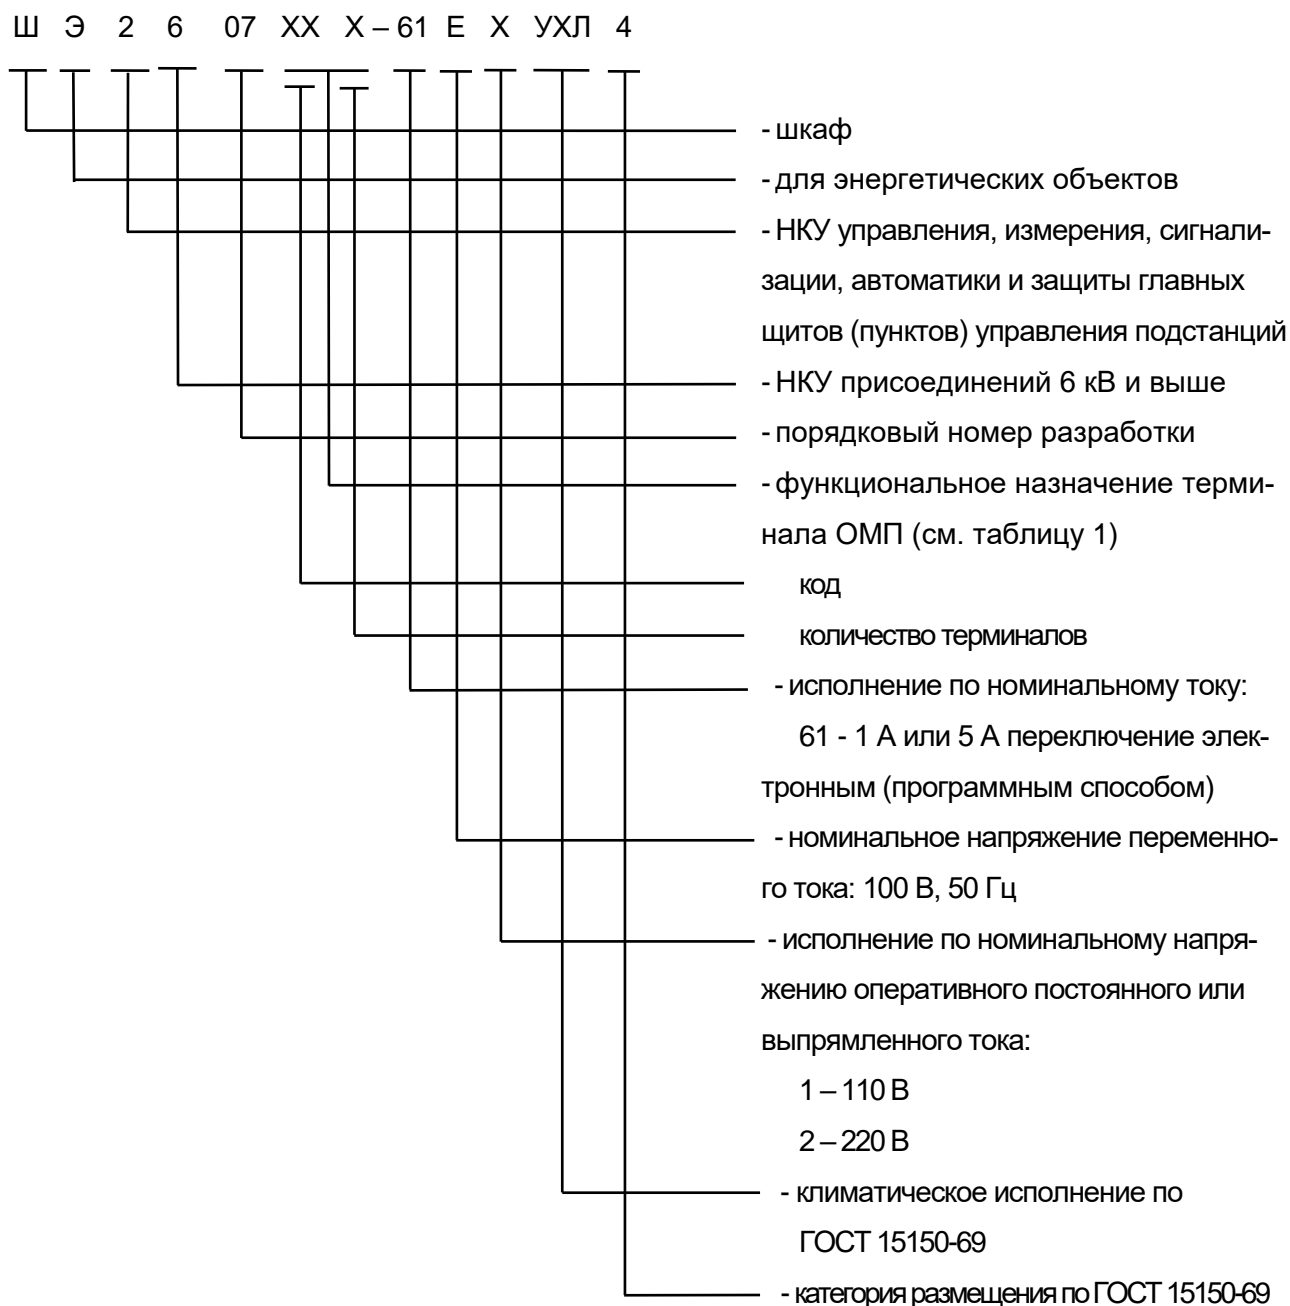 Ш Э 2 6 07 ХХ Х – 61 Е Х УХЛ 4
- шкаф
- для энергетических объектов
- НКУ управления, измерения, сигнали-
зации, автоматики и защиты главных
щитов (пунктов) управления подстанций
- НКУ присоединений 6 кВ и выше
- порядковый номер разработки
- функциональное назначение терми-
нала ОМП (см. таблицу 1)
код
количество терминалов
- исполнение по номинальному току:
61 - 1 А или 5 А переключение элек-
тронным (программным способом)
- номинальное напряжение переменно-
го тока: 100 В, 50 Гц
- исполнение по номинальному напря-
жению оперативного постоянного или
выпрямленного тока:
1 – 110 В
2 – 220 В
- климатическое исполнение по
ГОСТ 15150-69
- категория размещения по ГОСТ 15150-69